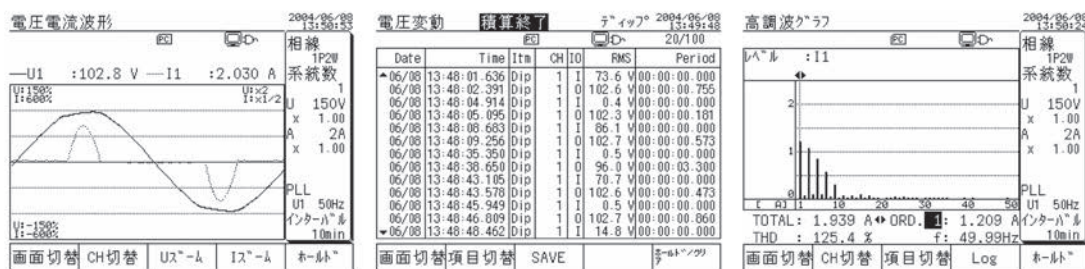 電圧電流波形
2004/06/08
13:50:53
PC
相線
1P2W
系統数
1
U 150V
x 1.00
A 2A
x 1.00
PLL
U1 50Hz
インターバル
10min
—U1 :102.8 V ----I1 :2.030 A
U:150%
I:600%
U:x2
I:x1/2
U:-150%
I:-600%
画面切替 CH切替 Uズーム Iズーム ホールド
電圧変動 積算終了 ディップ 2004/06/08
13:49:48
PC
20/100
Date Time Itm CH IO RMS Period
06/08 13:48:01.636 Dip 1 I 73.6 V 00:00:00.000
06/08 13:48:02.391 Dip 1 O 102.6 V 00:00:00.755
06/08 13:48:04.914 Dip 1 I 0.4 V 00:00:00.000
06/08 13:48:05.095 Dip 1 O 102.3 V 00:00:00.181
06/08 13:48:08.683 Dip 1 I 86.1 V 00:00:00.000
06/08 13:48:09.256 Dip 1 O 102.7 V 00:00:00.573
06/08 13:48:35.350 Dip 1 I 0.5 V 00:00:00.000
06/08 13:48:38.650 Dip 1 O 96.0 V 00:00:03.300
06/08 13:48:43.105 Dip 1 I 70.7 V 00:00:00.000
06/08 13:48:43.578 Dip 1 O 102.6 V 00:00:00.473
06/08 13:48:45.949 Dip 1 I 0.5 V 00:00:00.000
06/08 13:48:46.809 Dip 1 O 102.7 V 00:00:00.860
06/08 13:48:48.462 Dip 1 I 14.8 V 00:00:00.000
画面切替 項目切替 SAVE ホールド/クリア
高調波グラフ
2004/06/08
13:50:24
PC
相線
1P2W
系統数
1
U 150V
x 1.00
A 2A
x 1.00
PLL
U1 50Hz
インターバル
10min
レベル :I1
2
1
0
[ A] 1 10 20 30 40 50
TOTAL: 1.939 A ORD. 1: 1.209 A
THD : 125.4 % f: 49.99Hz
画面切替 CH切替 項目切替 Log ホールド